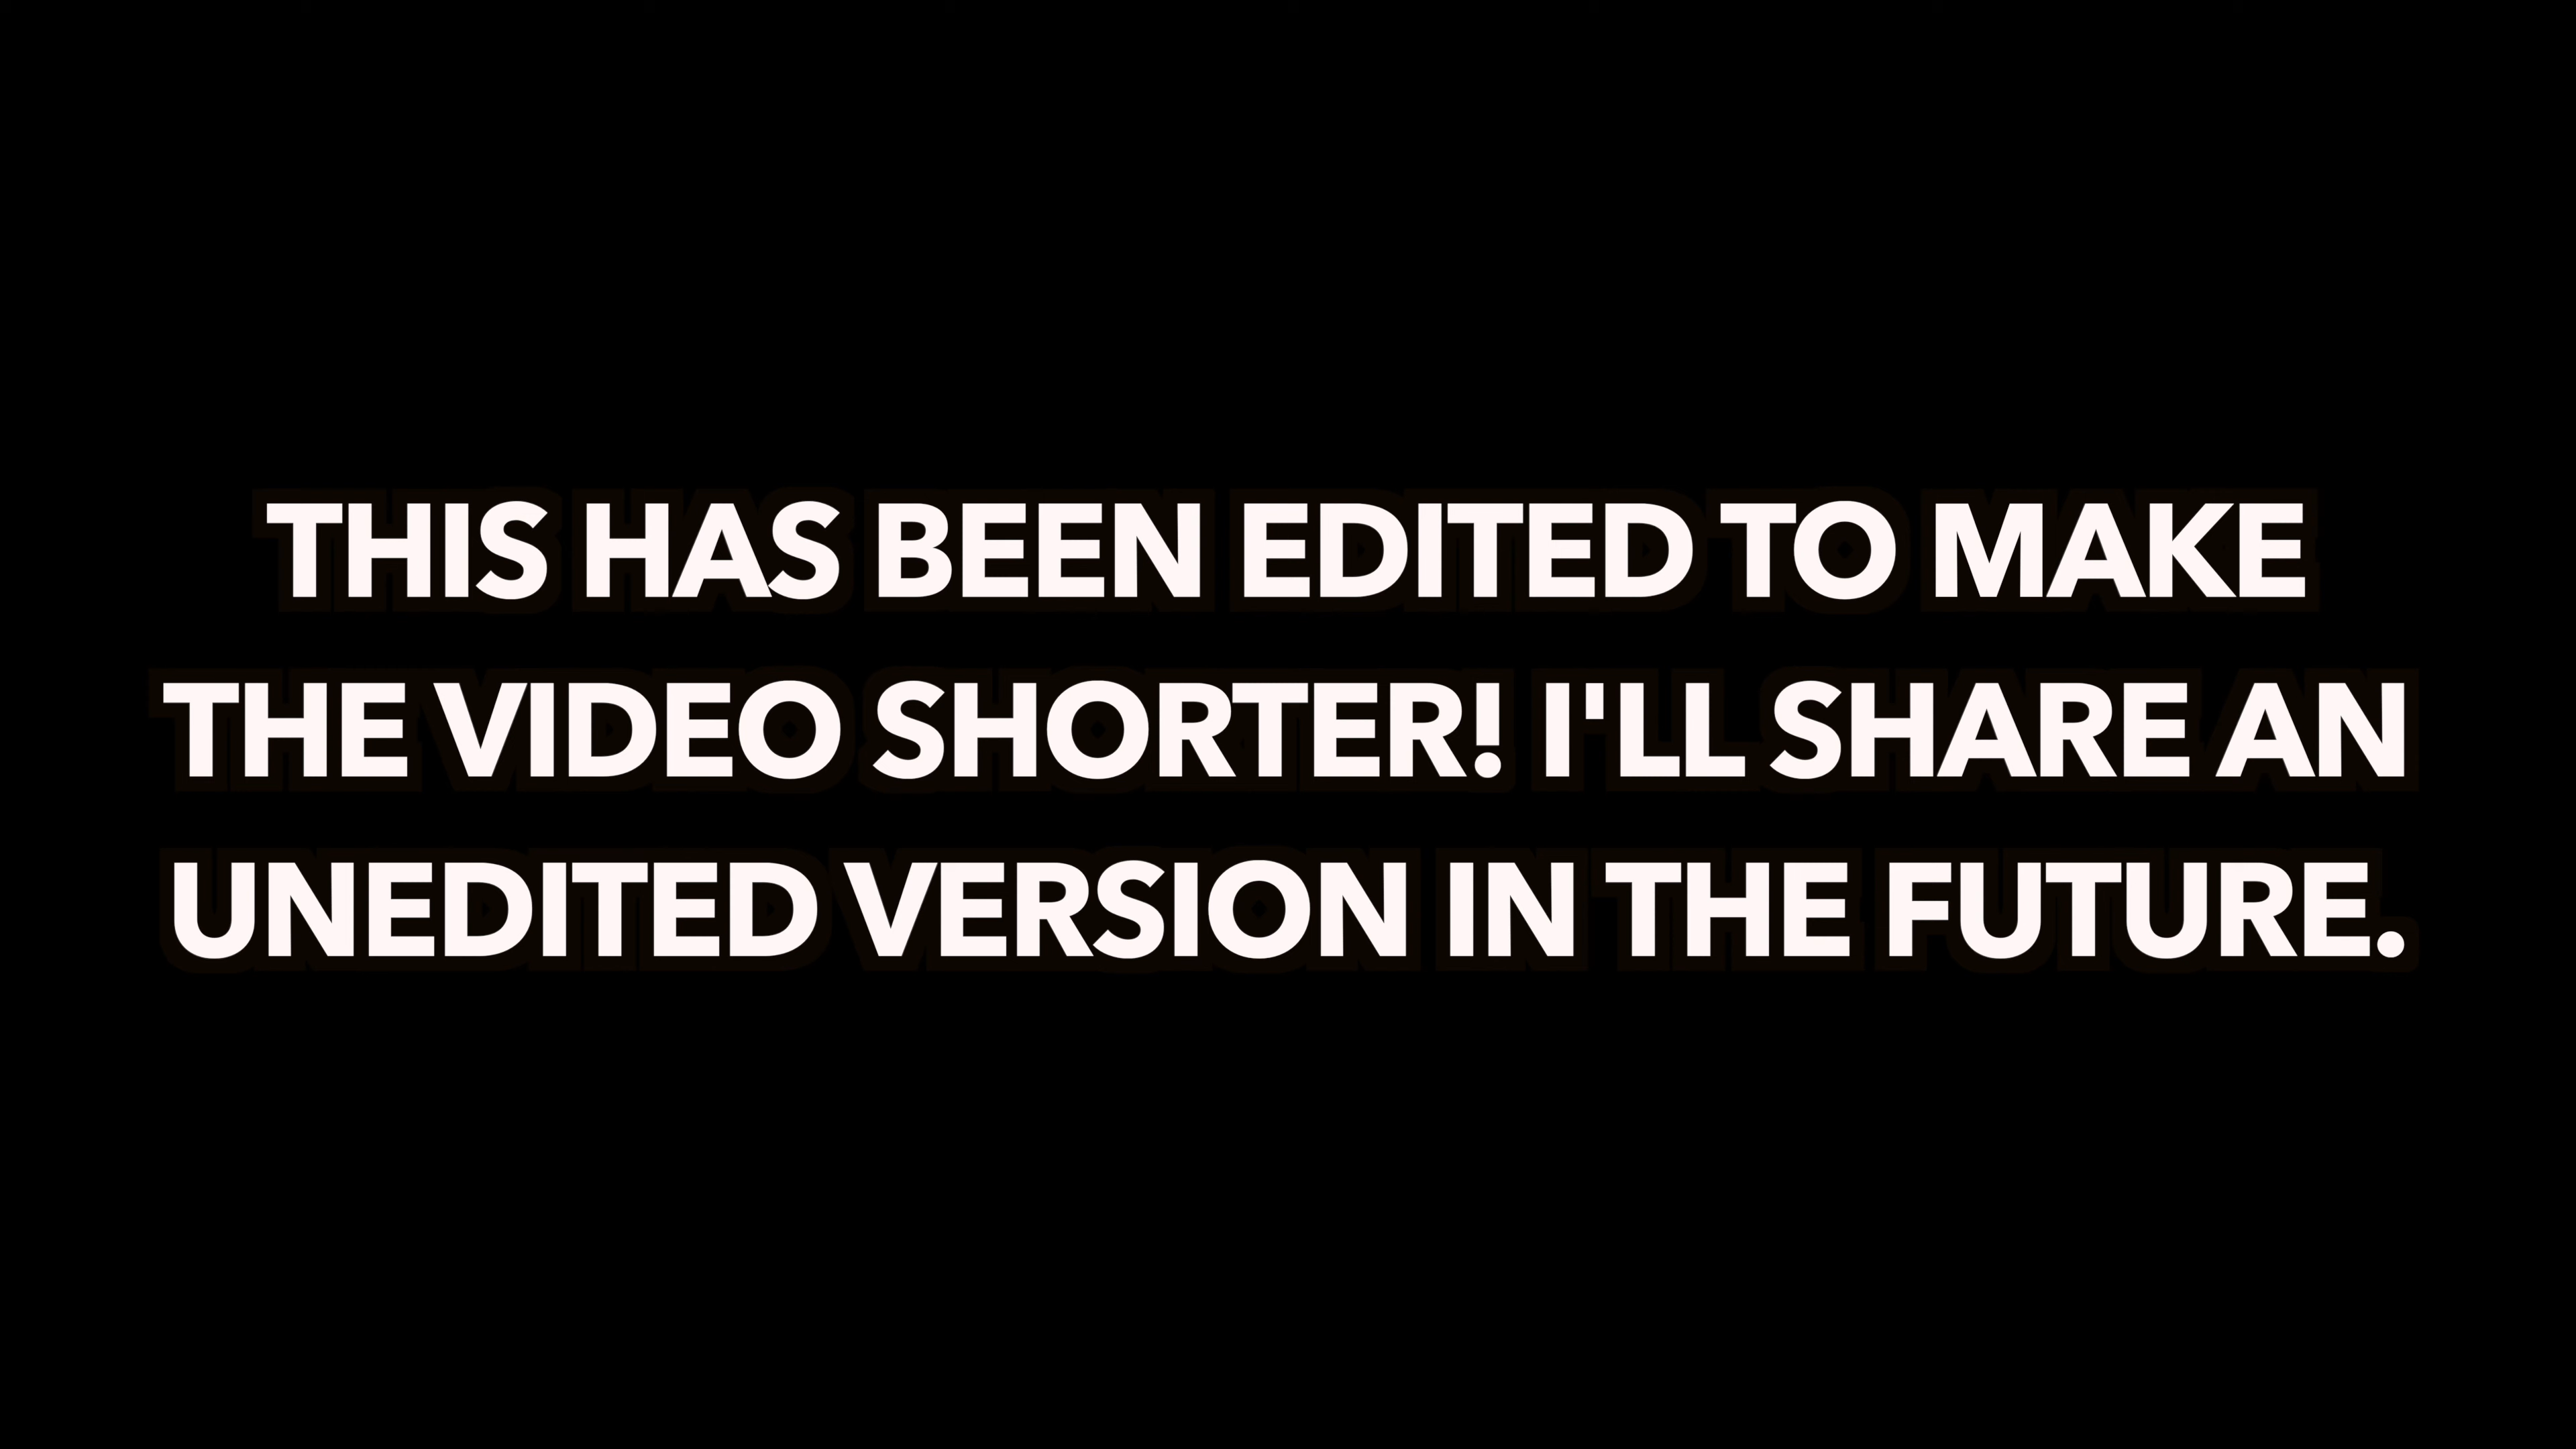 THIS HAS BEEN EDITED TO MAKE
THE VIDEO SHORTER! I'LL SHARE AN
UNEDITED VERSION IN THE FUTURE.